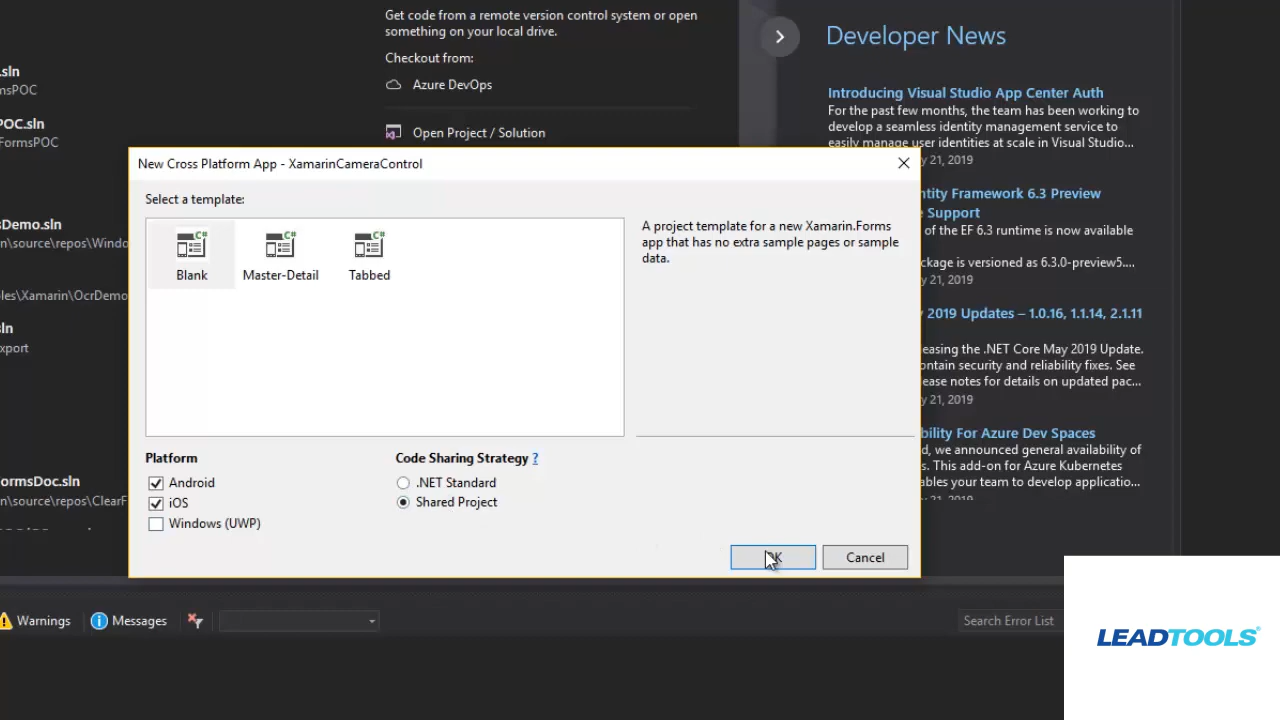 Get code from a remote version control system or open
something on your local drive.
Checkout from:
Azure DevOps
Open Project / Solution
Developer News
Introducing Visual Studio App Center Auth
For the past few months, the team has been working to
develop a seamless identity management service to
easily manage user identities at scale in Visual Studio...
y 21, 2019
ntity Framework 6.3 Preview
Support
of the EF 6.3 runtime is now available
ckage is versioned as 6.3.0-preview5....
y 21, 2019
2019 Updates – 1.0.16, 1.1.14, 2.1.11
easing the .NET Core May 2019 Update.
ontain security and reliability fixes. See
ease notes for details on updated pac...
y 21, 2019
bility For Azure Dev Spaces
d, we announced general availability of
s. This add-on for Azure Kubernetes
ables your team to develop applicatio...
y 21, 2019
.sln
msPOC
POC.sln
FormsPOC
sDemo.sln
n\source\repos\Windo
les\Xamarin\OcrDemo
ln
xport
ormsDoc.sln
n\source\repos\ClearF
New Cross Platform App - XamarinCameraControl
Select a template:
C# C# C#
Blank Master-Detail Tabbed
A project template for a new Xamarin.Forms
app that has no extra sample pages or sample
data.
Platform
Android
iOS
Windows (UWP)
Code Sharing Strategy ?
.NET Standard
Shared Project
OK Cancel
Warnings Messages Search Error List
LEADTOOLS®